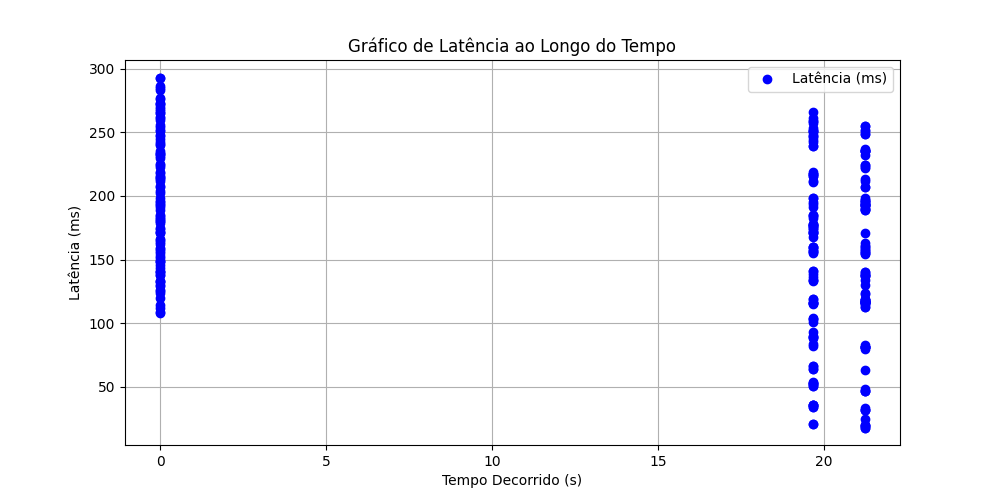 Gráfico de Latência ao Longo do Tempo
Latência (ms)
300
250
200
150
100
50
Latência (ms)
0 5 10 15 20
Tempo Decorrido (s)